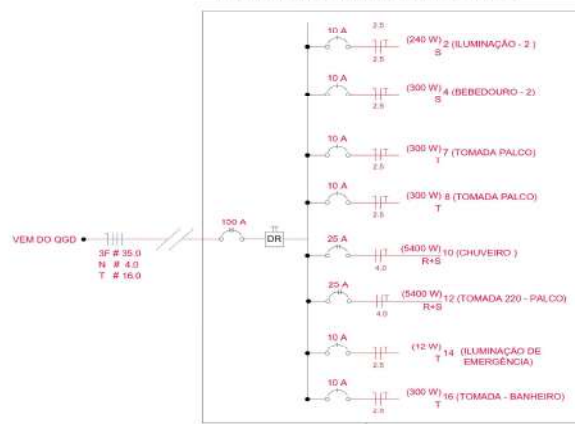 2.5
10 A
(240 W) 2 (ILUMINAÇÃO - 2 )
S
2.5
10 A
(300 W) 4 (BEBEDOURO - 2)
S
2.5
10 A
(300 W) 7 (TOMADA PALCO)
T
2.5
10 A
(300 W) 8 (TOMADA PALCO)
T
2.5
150 A
DR
VEM DO QGD
3F # 35.0
N # 4.0
T # 16.0
25 A
(5400 W) 10 (CHUVEIRO )
R+S
4.0
25 A
(5400 W) 12 (TOMADA 220 - PALCO)
R+S
4.0
10 A
(12 W) 14 (ILUMINAÇÃO DE
T
EMERGÊNCIA)
2.5
10 A
(300 W) 16 (TOMADA - BANHEIRO)
T
2.5